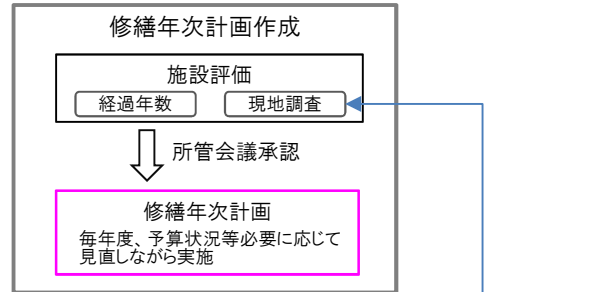 修繕年次計画作成
施設評価
経過年数
現地調査
所管会議承認
修繕年次計画
毎年度、予算状況等必要に応じて
見直しながら実施